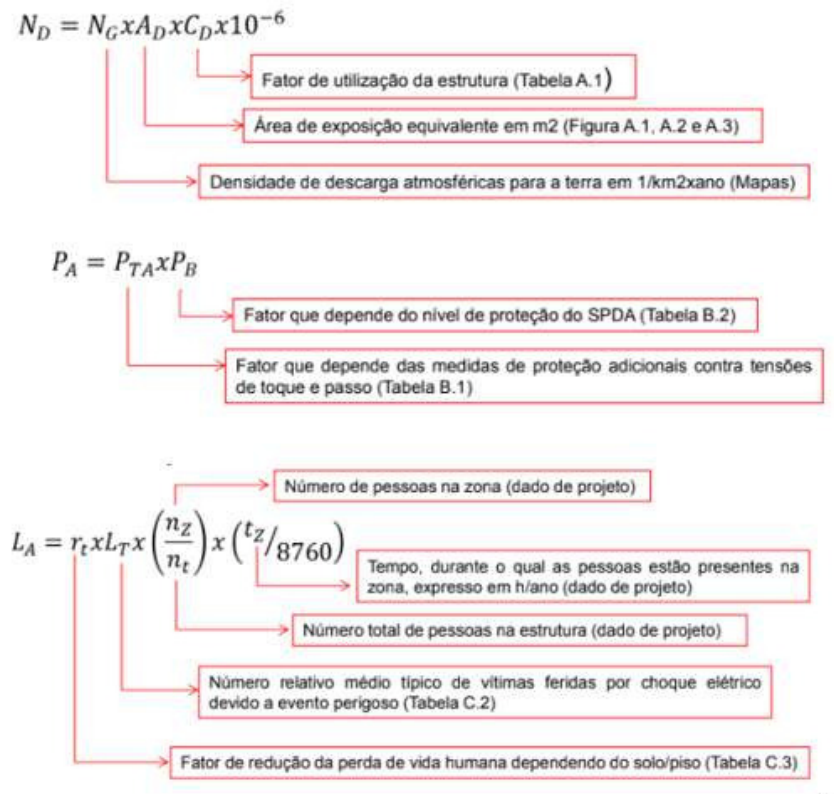 N_D = N_G x A_D x C_D x 10^{-6}
Fator de utilização da estrutura (Tabela A.1)
Área de exposição equivalente em m2 (Figura A.1, A.2 e A.3)
Densidade de descarga atmosféricas para a terra em 1/km2xano (Mapas)
P_A = P_{TA} x P_B
Fator que depende do nível de proteção do SPDA (Tabela B.2)
Fator que depende das medidas de proteção adicionais contra tensões
de toque e passo (Tabela B.1)
Número de pessoas na zona (dado de projeto)
L_A = r_t x L_T x (n_Z/n_t) x (t_Z/8760)
Tempo, durante o qual as pessoas estão presentes na
zona, expresso em h/ano (dado de projeto)
Número total de pessoas na estrutura (dado de projeto)
Número relativo médio típico de vítimas feridas por choque elétrico
devido a evento perigoso (Tabela C.2)
Fator de redução da perda de vida humana dependendo do solo/piso (Tabela C.3)